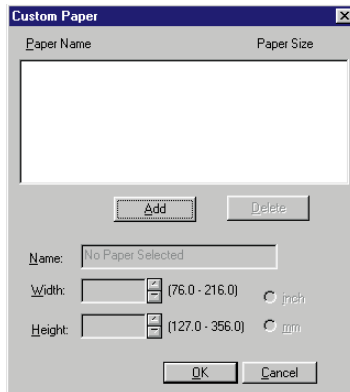 Custom Paper
Paper Name Paper Size
Add Delete
Name: No Paper Selected
Width: (76.0 - 216.0) inch
Height: (127.0 - 356.0) mm
OK Cancel